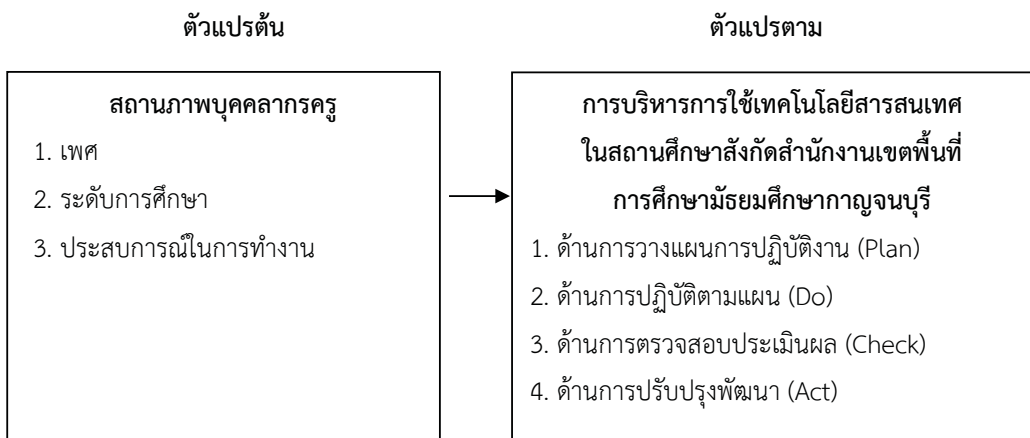 ตัวแปรต้น
ตัวแปรตาม
สถานภาพบุคคลากรครู
1. เพศ
2. ระดับการศึกษา
3. ประสบการณ์ในการทำงาน
การบริหารการใช้เทคโนโลยีสารสนเทศ
ในสถานศึกษาสังกัดสำนักงานเขตพื้นที่
การศึกษามัธยมศึกษากาญจนบุรี
1. ด้านการวางแผนการปฏิบัติงาน (Plan)
2. ด้านการปฏิบัติตามแผน (Do)
3. ด้านการตรวจสอบประเมินผล (Check)
4. ด้านการปรับปรุงพัฒนา (Act)